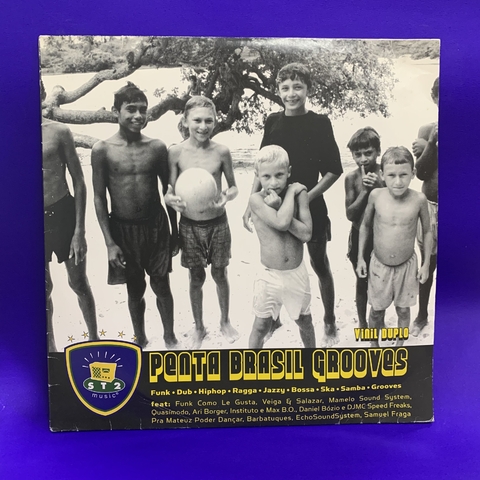 Vinil Duplo
Penta Brasil Grooves
ST2
music
Funk • Dub • Hiphop • Ragga • Jazzy • Bossa • Ska • Samba • Grooves
feat: Funk Como Le Gusta, Veiga & Salazar, Mamelo Sound System,
Quasímodo, Ari Borger, Instituto e Max B.O., Daniel Bózio e DJMC Speed Freaks,
Pra Mateuz Poder Dançar, Barbatuques, EchoSoundSystem, Samuel Fraga